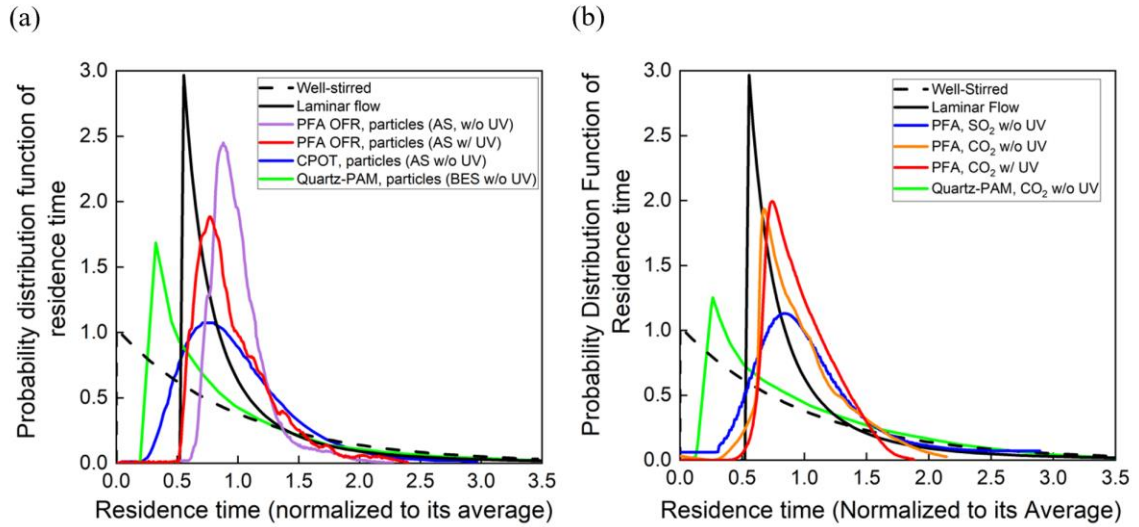 (a)
Probability distribution function of
residence time
3.0
2.5
2.0
1.5
1.0
0.5
0.0
Well-stirred
Laminar flow
PFA OFR, particles (AS, w/o UV)
PFA OFR, particles (AS w/ UV)
CPOT, particles (AS w/o UV)
Quartz-PAM, particles (BES w/o UV)
0.0 0.5 1.0 1.5 2.0 2.5 3.0 3.5
Residence time (normalized to its average)
(b)
Probability Distribution Function of
Residence time
3.0
2.5
2.0
1.5
1.0
0.5
0.0
Well-Stirred
Laminar Flow
PFA, SO₂ w/o UV
PFA, CO₂ w/o UV
PFA, CO₂ w/ UV
Quartz-PAM, CO₂ w/o UV
0.0 0.5 1.0 1.5 2.0 2.5 3.0 3.5
Residence time (Normalized to its Average)